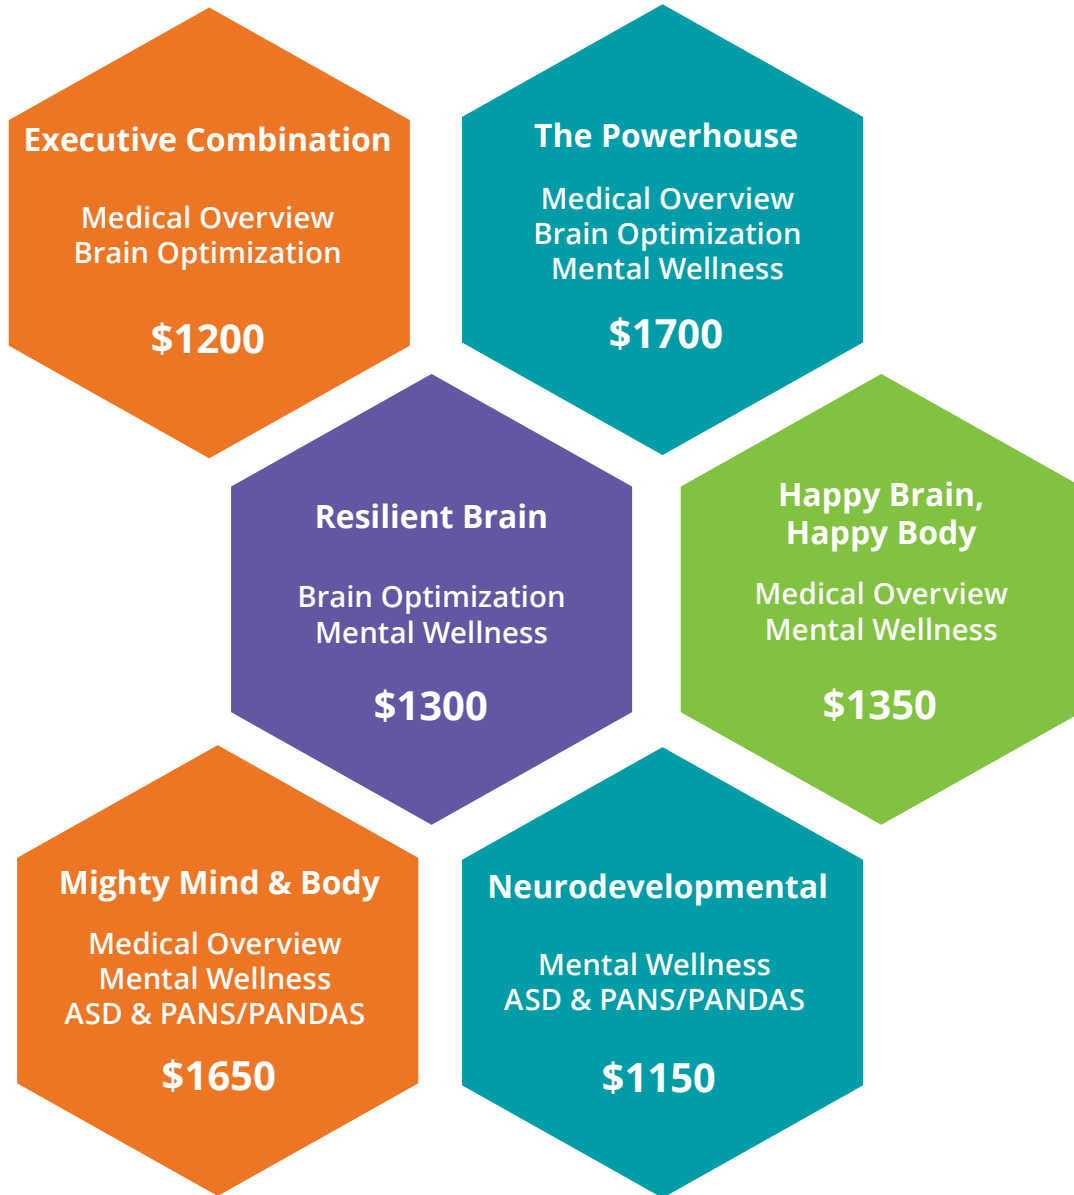 Executive Combination
Medical Overview
Brain Optimization
$1200
The Powerhouse
Medical Overview
Brain Optimization
Mental Wellness
$1700
Resilient Brain
Brain Optimization
Mental Wellness
$1300
Happy Brain,
Happy Body
Medical Overview
Mental Wellness
$1350
Mighty Mind & Body
Medical Overview
Mental Wellness
ASD & PANS/PANDAS
$1650
Neurodevelopmental
Mental Wellness
ASD & PANS/PANDAS
$1150